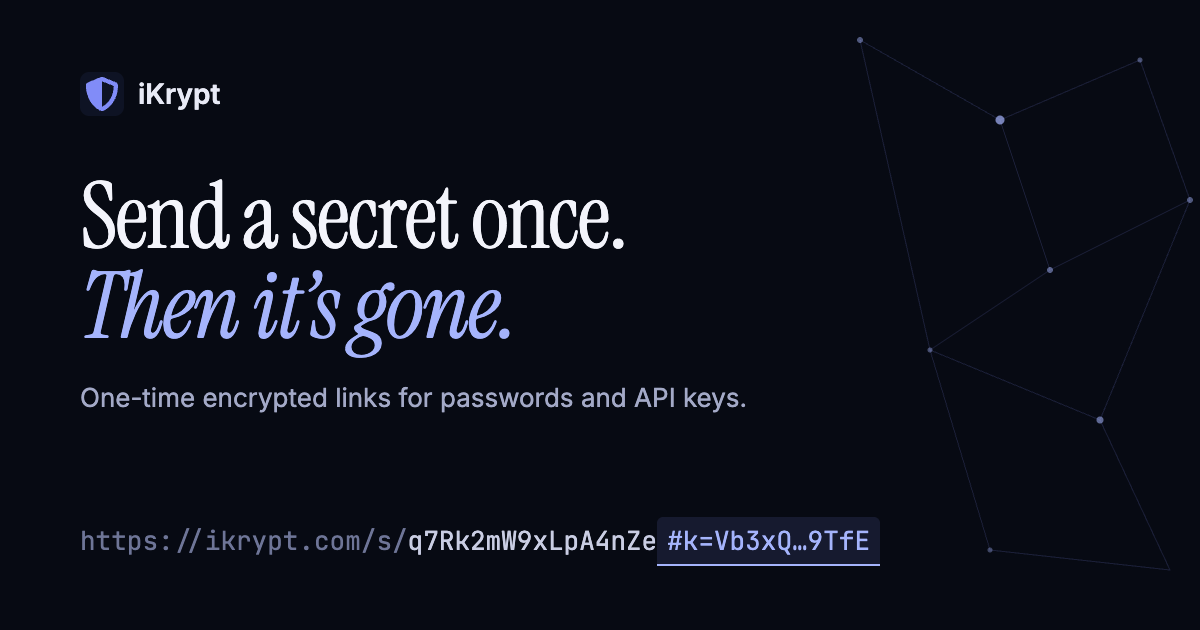 iKrypt
Send a secret once.
Then it’s gone.
One-time encrypted links for passwords and API keys.
https://ikrypt.com/s/q7Rk2mW9xLpA4nZe#k=Vb3xQ…9TfE